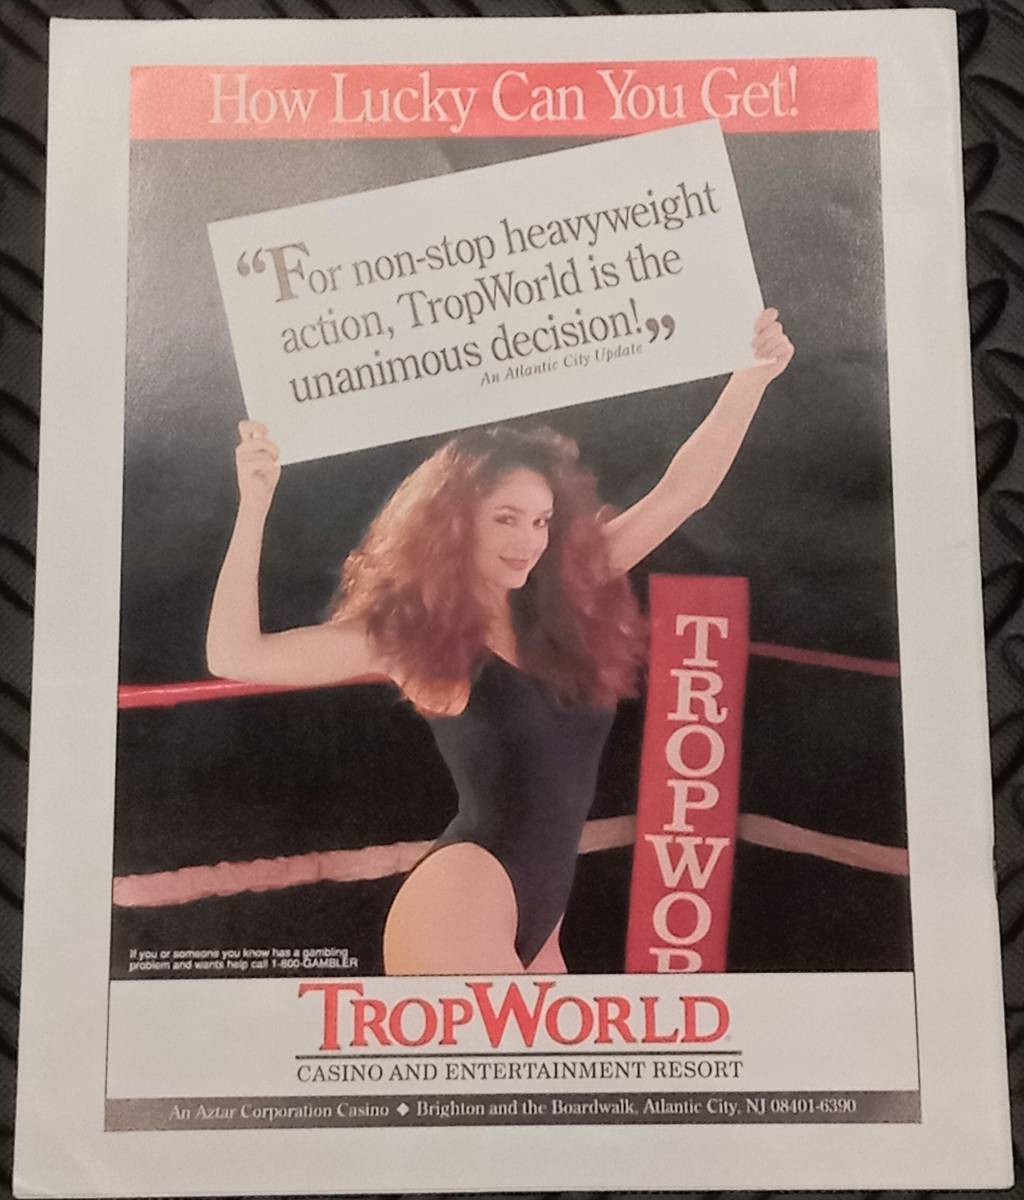 How Lucky Can You Get!
“For non-stop heavyweight
action, TropWorld is the
unanimous decision!”
An Atlantic City Update
TROPWOR
If you or someone you know has a gambling
problem and wants help call 1-800-GAMBLER
TROPWORLD
CASINO AND ENTERTAINMENT RESORT
An Aztar Corporation Casino ◆ Brighton and the Boardwalk, Atlantic City, NJ 08401-6390